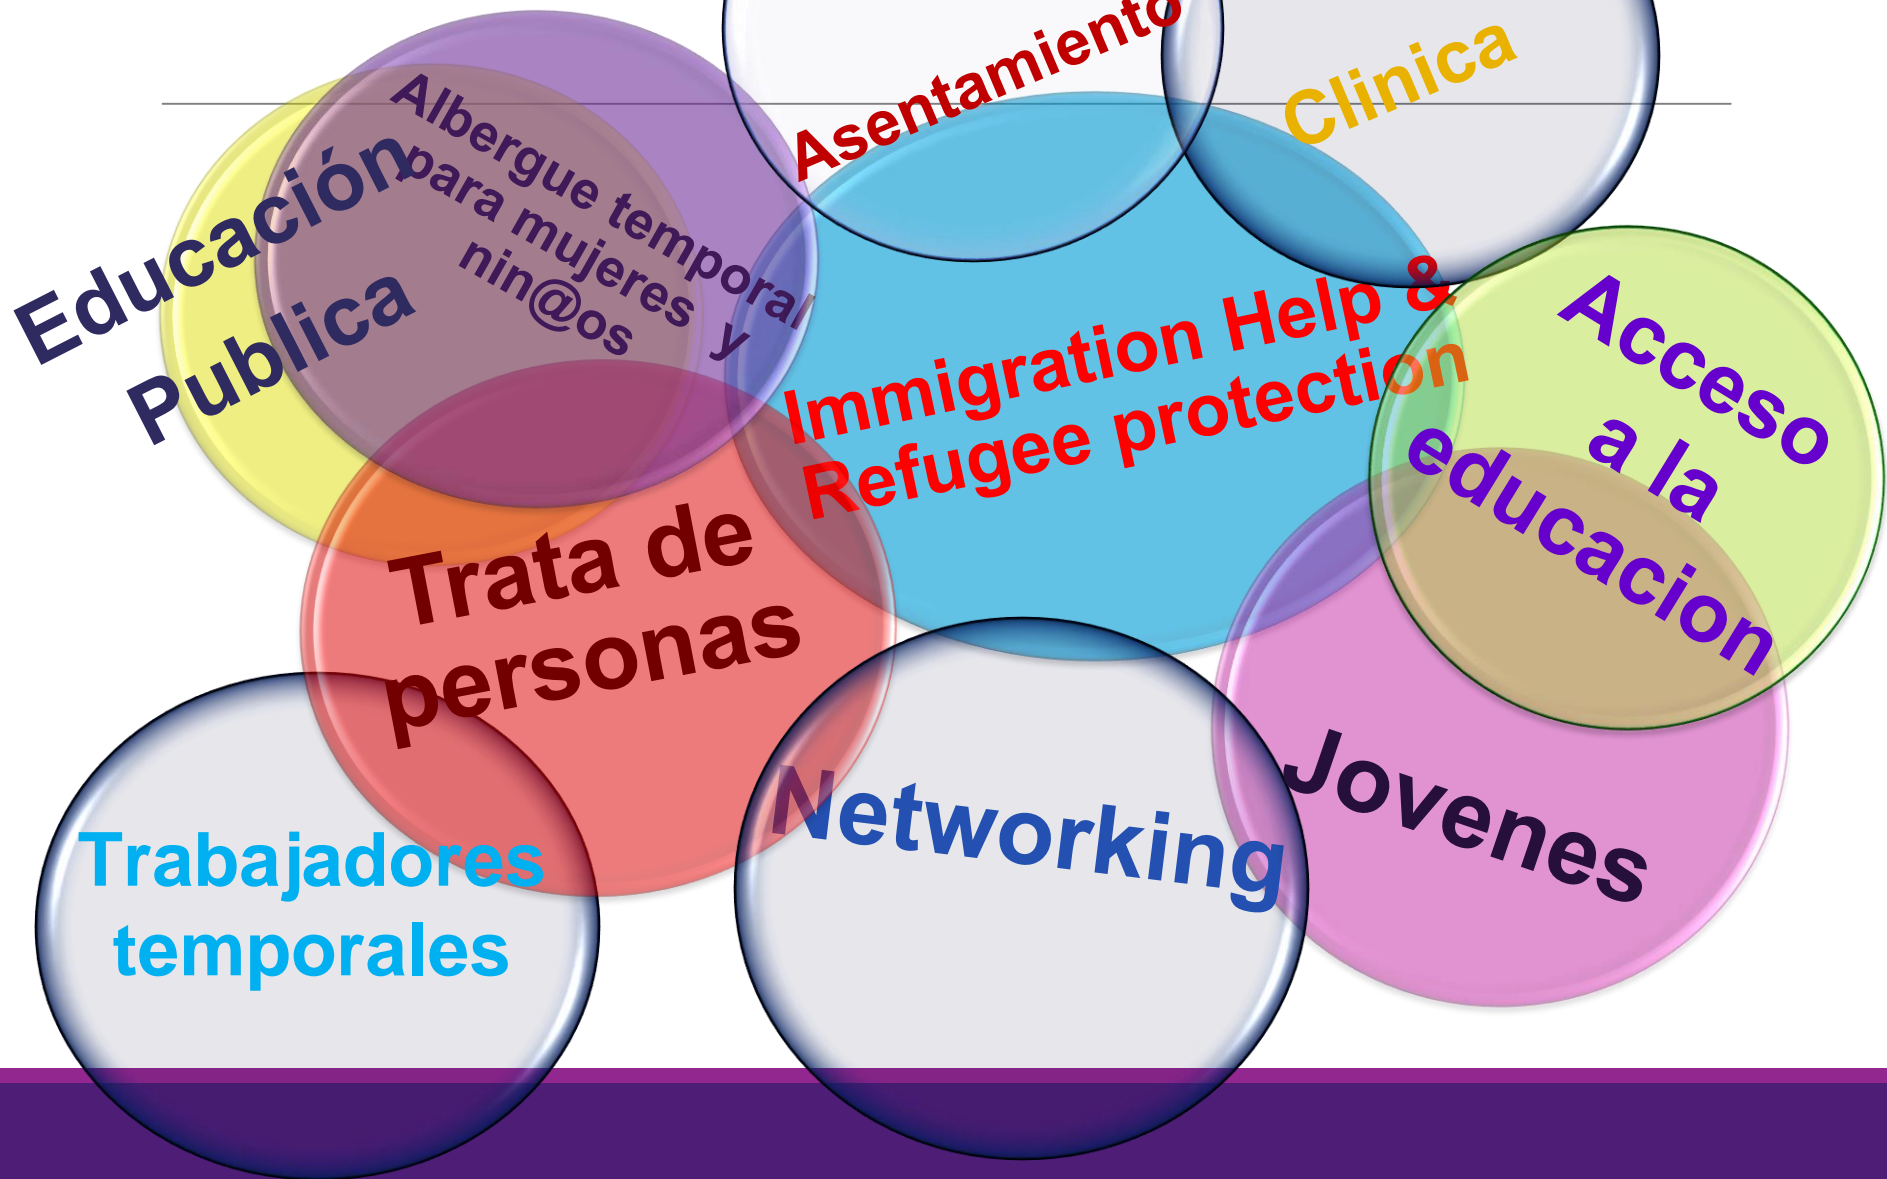 Asentamiento
Clinica
Albergue temporal
para mujeres y
nin@os
Educación
Publica
Immigration Help &
Refugee protection
Acceso
a la
educacion
Trata de
personas
Jovenes
Networking
Trabajadores
temporales